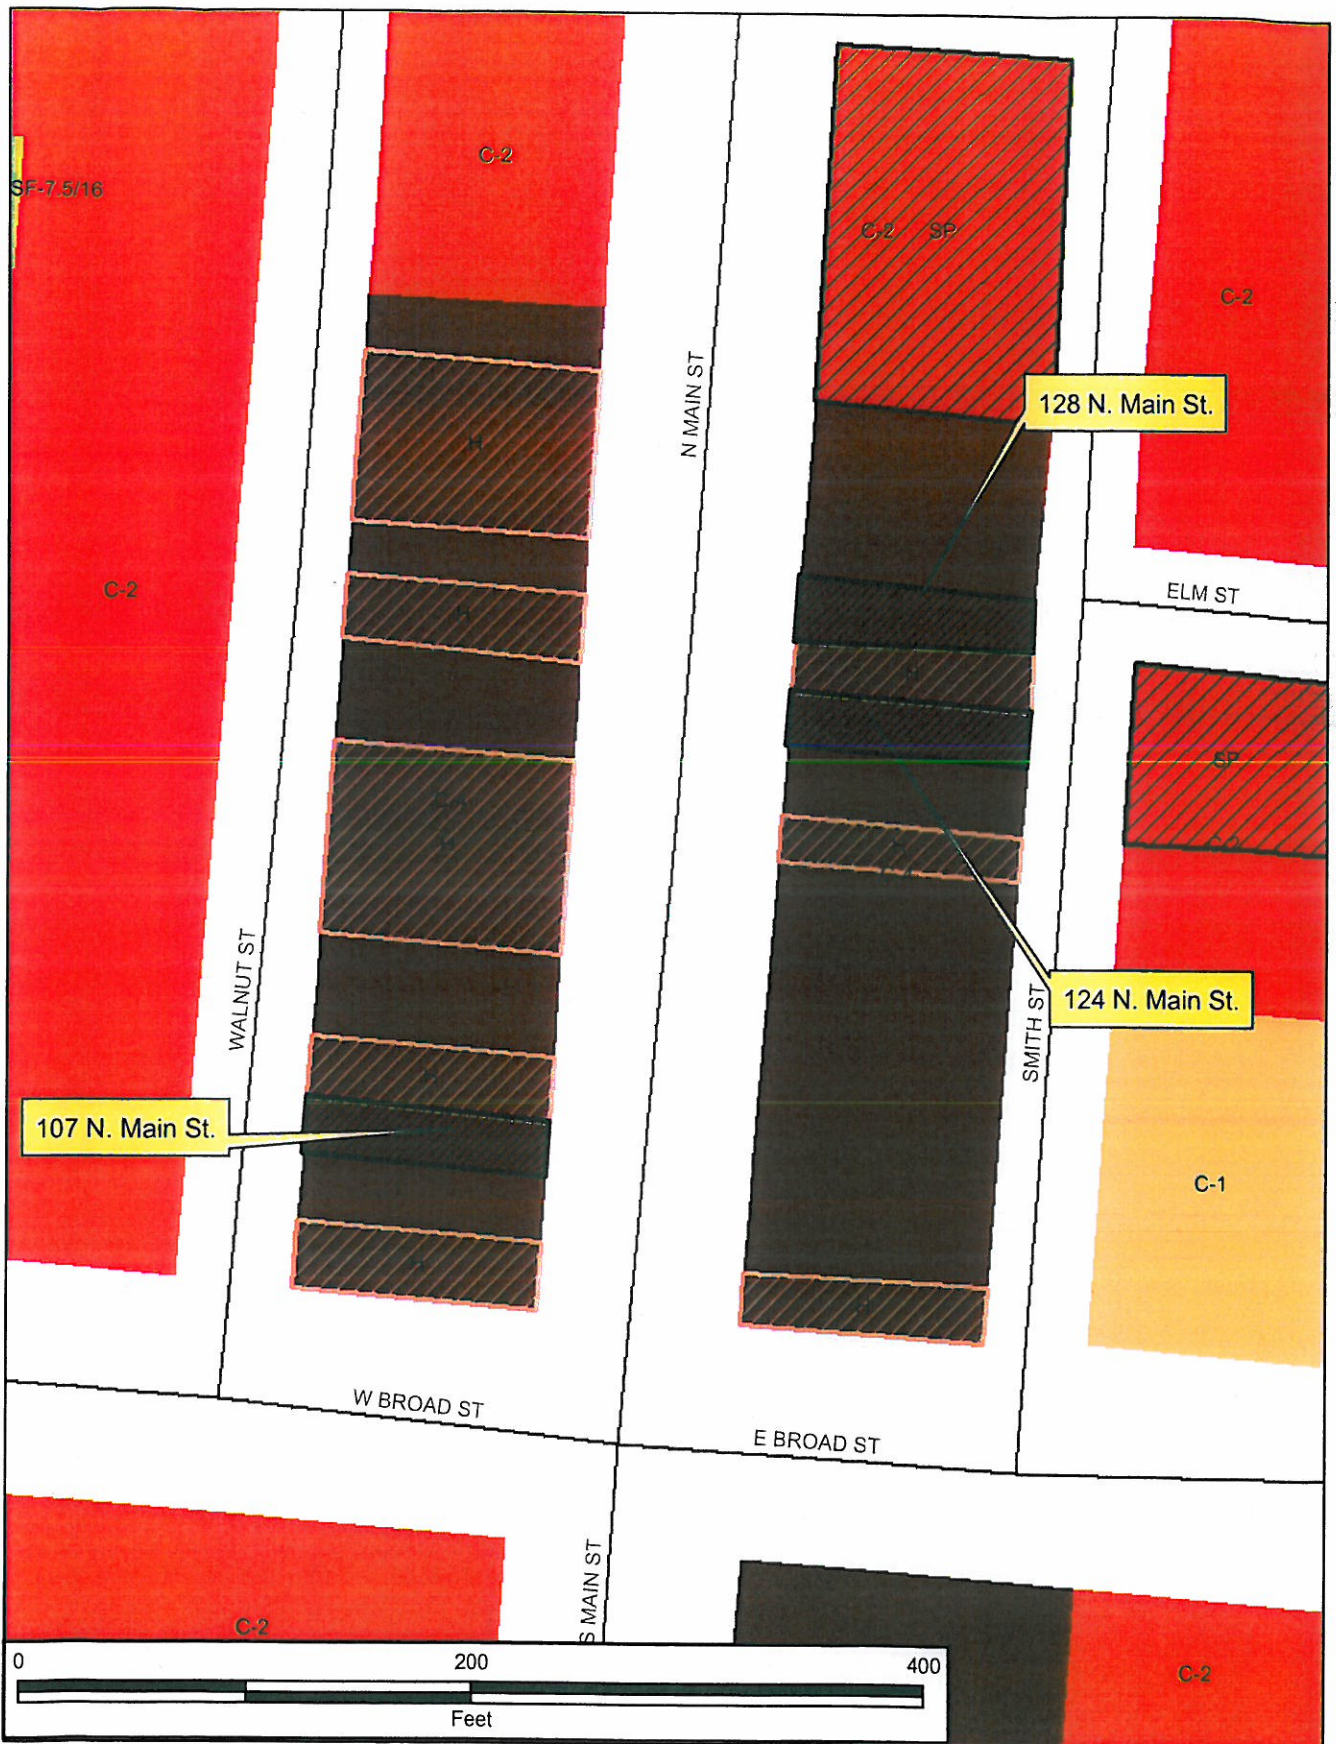 C-2
SF-7.5/16
C-2 SP
C-2
N MAIN ST
128 N. Main St.
H
C-2
ELM ST
H
H
SP
C-2
H
WALNUT ST
124 N. Main St.
SMITH ST
H
107 N. Main St.
C-1
H
H
W BROAD ST
E BROAD ST
S MAIN ST
C-2
0 200 400
Feet
C-2